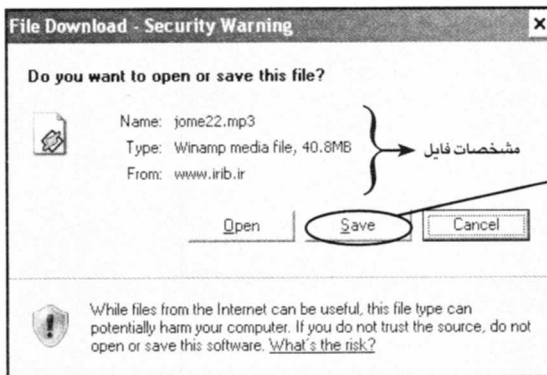 File Download - Security Warning
Do you want to open or save this file?
Name: jome22.mp3
Type: Winamp media file, 40.8MB
From: www.irib.ir
مشخصات فایل
Open Save Cancel
While files from the Internet can be useful, this file type can
potentially harm your computer. If you do not trust the source, do not
open or save this software. What's the risk?